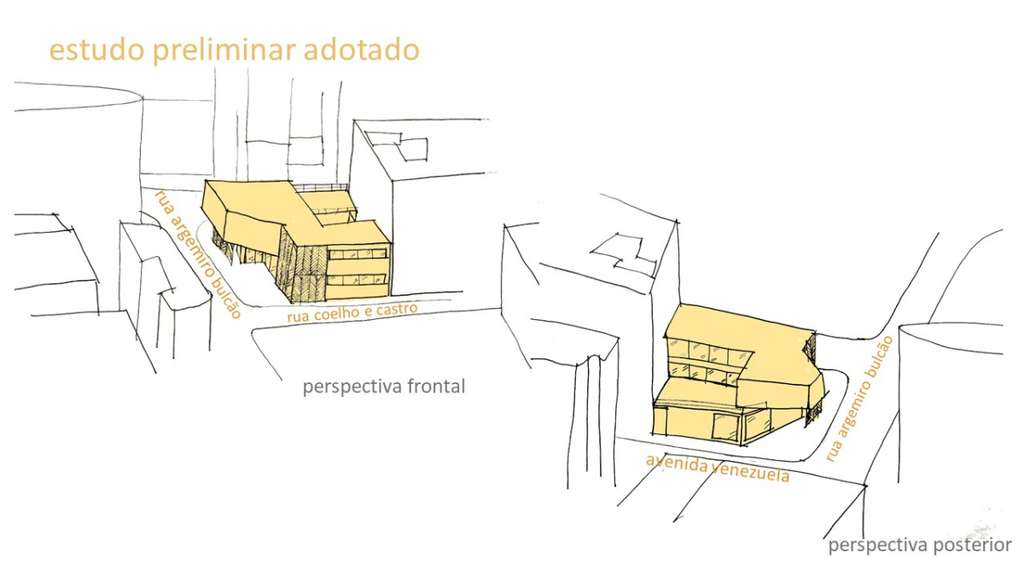 estudo preliminar adotado
rua argemiro bulcão
rua coelho e castro
perspectiva frontal
rua argemiro bulcão
avenida venezuela
perspectiva posterior